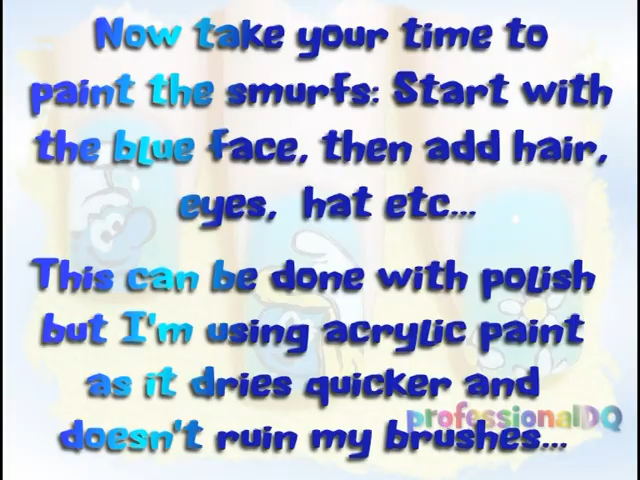 Now take your time to
paint the smurfs: Start with
the blue face, then add hair,
eyes, hat etc...
This can be done with polish
but I'm using acrylic paint
as it dries quicker and
professionalDQ
doesn't ruin my brushes...